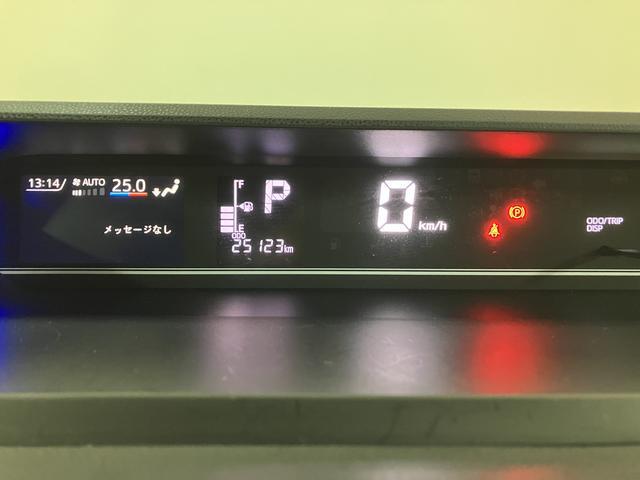 13:14 AUTO 25.0
メッセージなし
F
P
E
ODO
25123km
0 km/h
(P)
ODO/TRIP
DISP